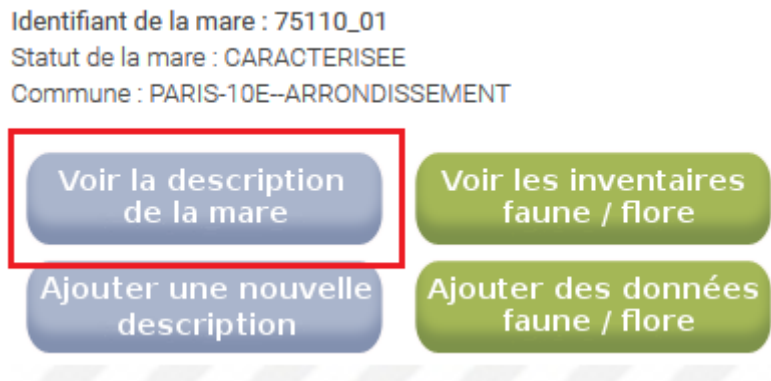 Identifiant de la mare : 75110_01
Statut de la mare : CARACTERISEE
Commune : PARIS-10E--ARRONDISSEMENT
Voir la description
de la mare
Voir les inventaires
faune / flore
Ajouter une nouvelle
description
Ajouter des données
faune / flore